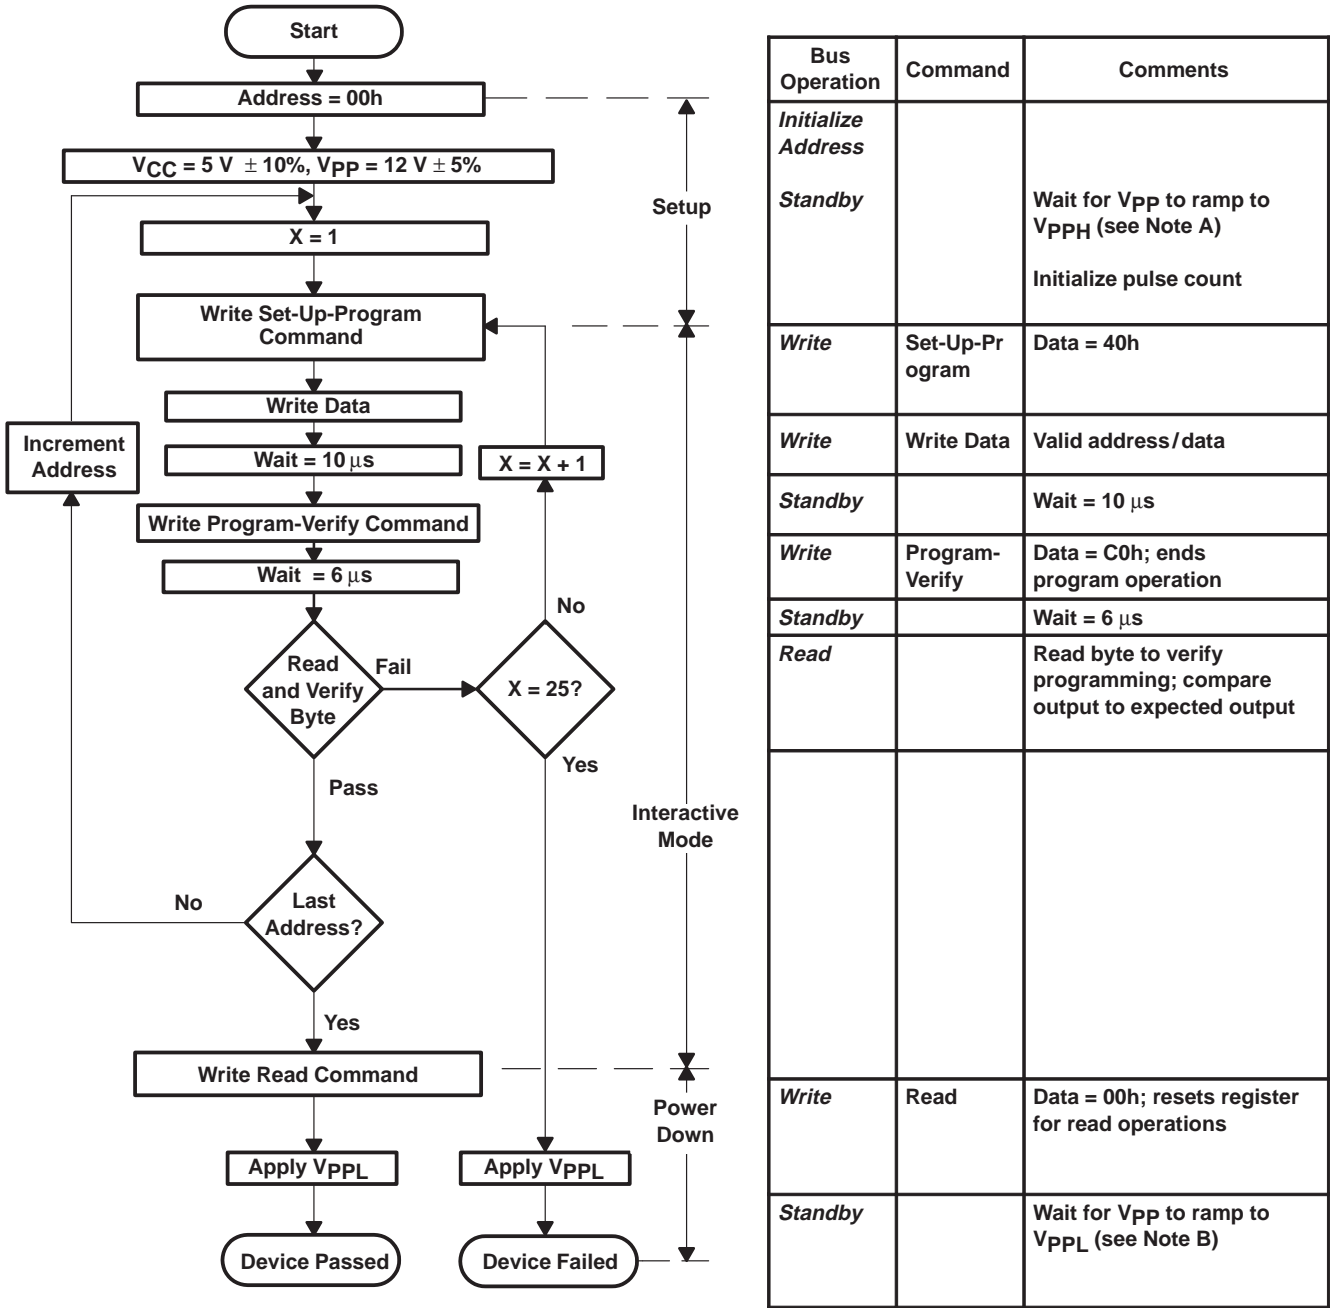 Start
Address = 00h
VCC = 5 V ± 10%, VPP = 12 V ± 5%
X = 1
Write Set-Up-Program
Command
Write Data
Wait = 10 µs
Write Program-Verify Command
Wait = 6 µs
Read
and Verify
Byte
Fail
X = 25?
No
X = X + 1
Yes
Pass
Last
Address?
No
Increment
Address
Yes
Write Read Command
Apply VPPL
Apply VPPL
Device Passed
Device Failed
Setup
Interactive
Mode
Power
Down
Bus
Operation
Command
Comments
Initialize
Address
Standby
Wait for VPP to ramp to
VPPH (see Note A)
Initialize pulse count
Write
Set-Up-Pr
ogram
Data = 40h
Write
Write Data
Valid address/data
Standby
Wait = 10 µs
Write
Program-
Verify
Data = C0h; ends
program operation
Standby
Wait = 6 µs
Read
Read byte to verify
programming; compare
output to expected output
Write
Read
Data = 00h; resets register
for read operations
Standby
Wait for VPP to ramp to
VPPL (see Note B)